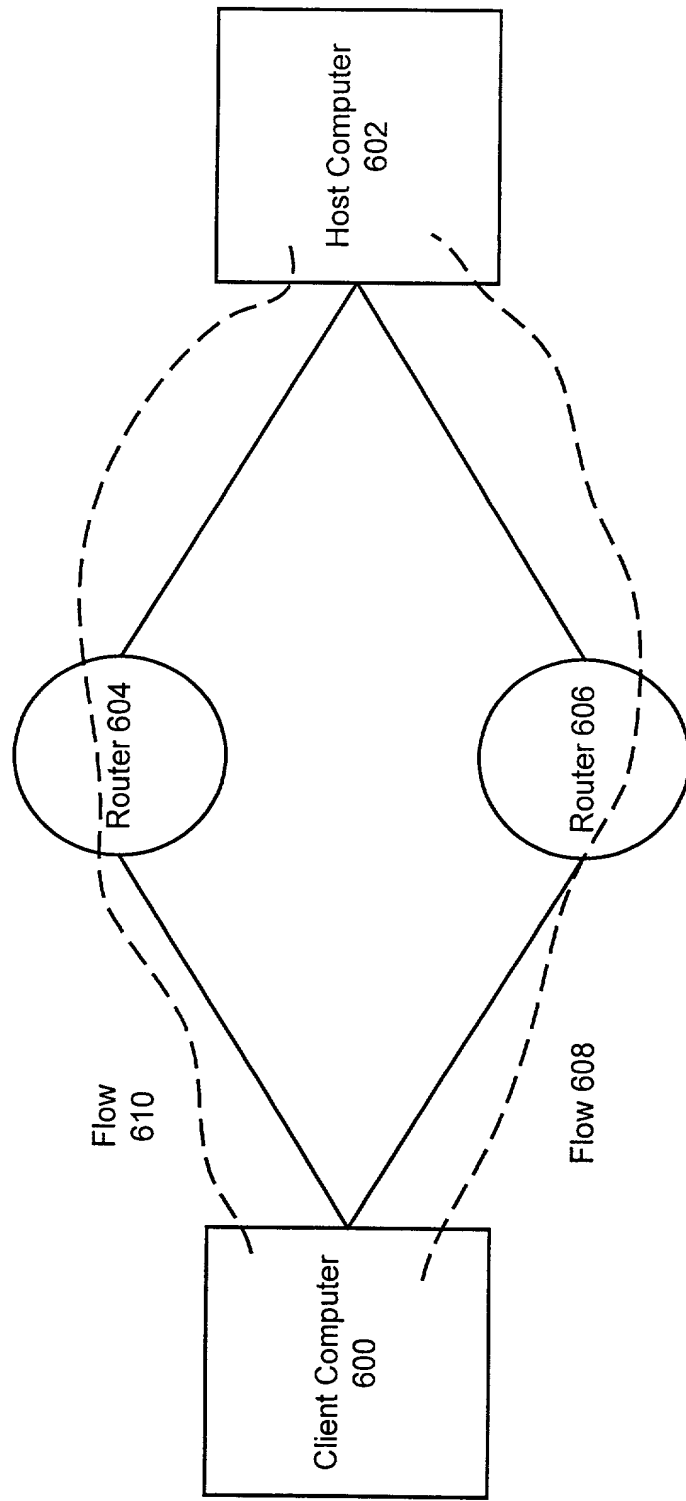 Flow
610
Router 604
Client Computer
600
Host Computer
602
Flow 608
Router 606